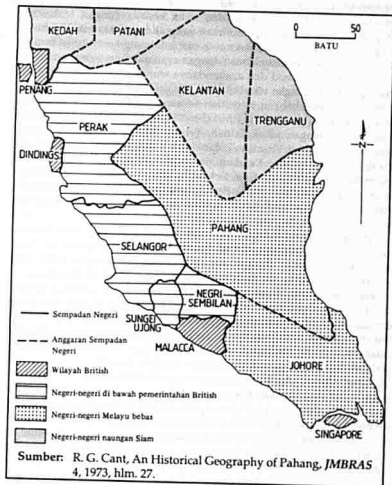 0 50
BATU
KEDAH
PATANI
PENANG
KELANTAN
TRENGGANU
PERAK
DINDINGS
N
PAHANG
SELANGOR
NEGRI
SEMBILAN
SUNGEI
UJONG
MALACCA
JOHORE
SINGAPORE
Sempadan Negeri
Anggaran Sempadan
Negeri
Wilayah British
Negeri-negeri di bawah pemerintahan British
Negeri-negeri Melayu bebas
Negeri-negeri naungan Siam
Sumber: R. G. Cant, An Historical Geography of Pahang, JMBRAS
4, 1973, hlm. 27.